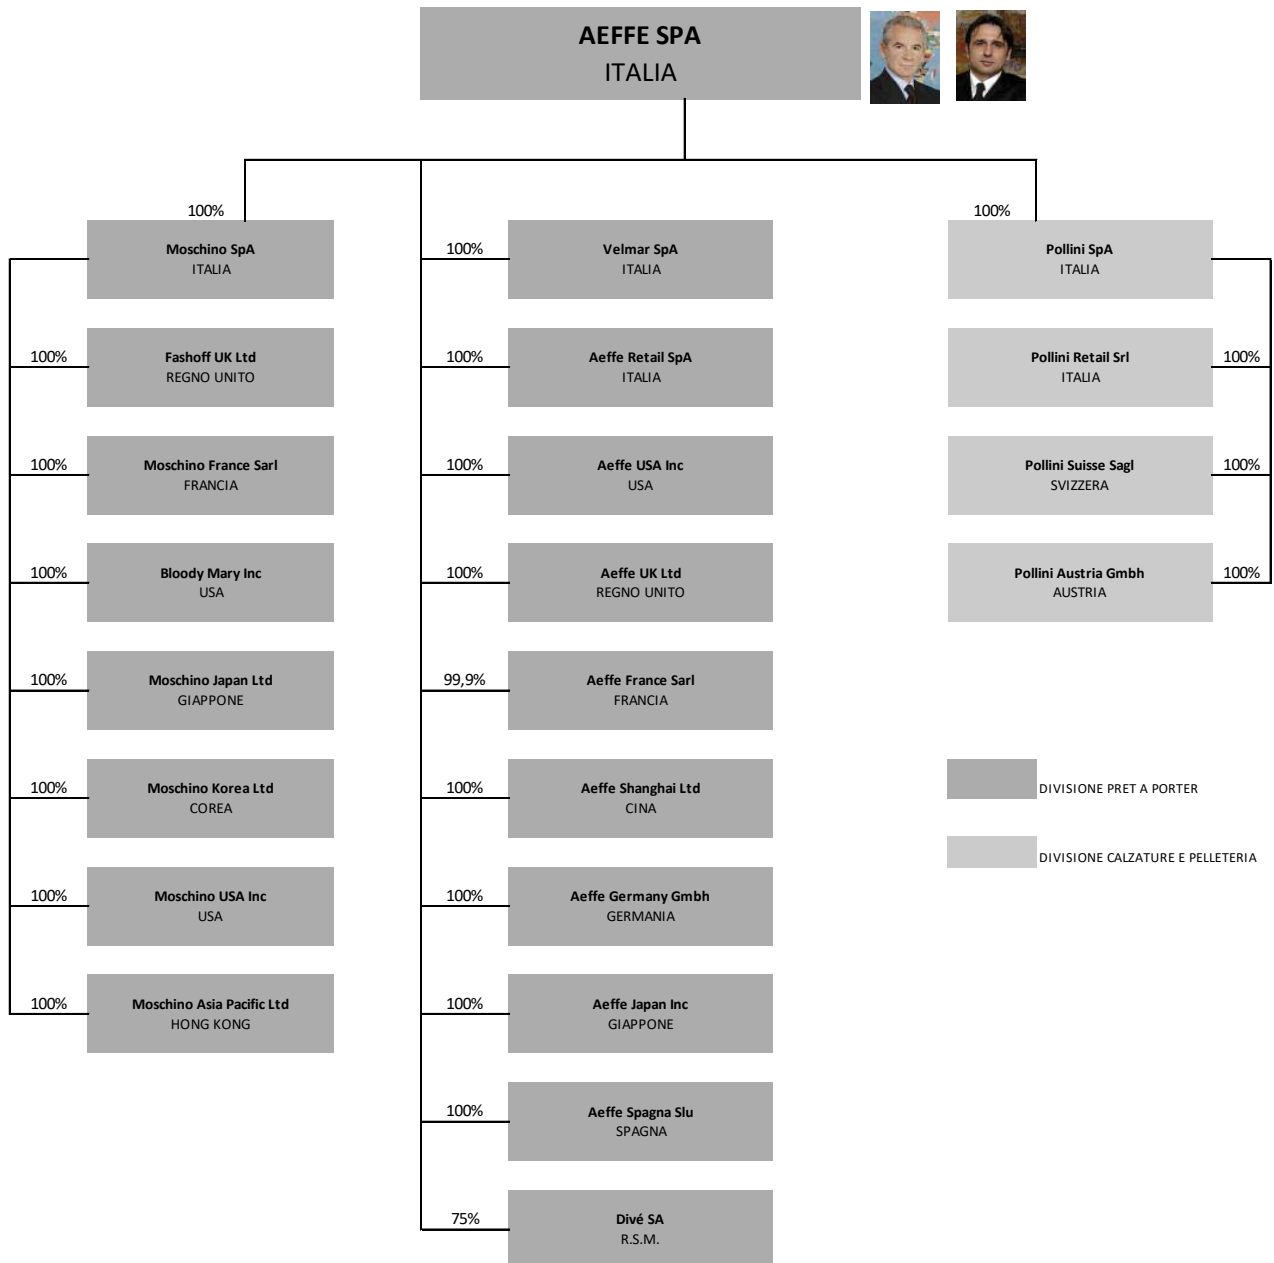 AEFFE SPA
ITALIA
100%
Moschino SpA
ITALIA
100%
Fashoff UK Ltd
REGNO UNITO
100%
Moschino France Sarl
FRANCIA
100%
Bloody Mary Inc
USA
100%
Moschino Japan Ltd
GIAPPONE
100%
Moschino Korea Ltd
COREA
100%
Moschino USA Inc
USA
100%
Moschino Asia Pacific Ltd
HONG KONG
100%
Velmar SpA
ITALIA
100%
Aeffe Retail SpA
ITALIA
100%
Aeffe USA Inc
USA
100%
Aeffe UK Ltd
REGNO UNITO
99,9%
Aeffe France Sarl
FRANCIA
100%
Aeffe Shanghai Ltd
CINA
100%
Aeffe Germany Gmbh
GERMANIA
100%
Aeffe Japan Inc
GIAPPONE
100%
Aeffe Spagna Slu
SPAGNA
75%
Divé SA
R.S.M.
100%
Pollini SpA
ITALIA
Pollini Retail Srl
ITALIA
100%
Pollini Suisse Sagl
SVIZZERA
100%
Pollini Austria Gmbh
AUSTRIA
100%
DIVISIONE PRET A PORTER
DIVISIONE CALZATURE E PELLETERIA